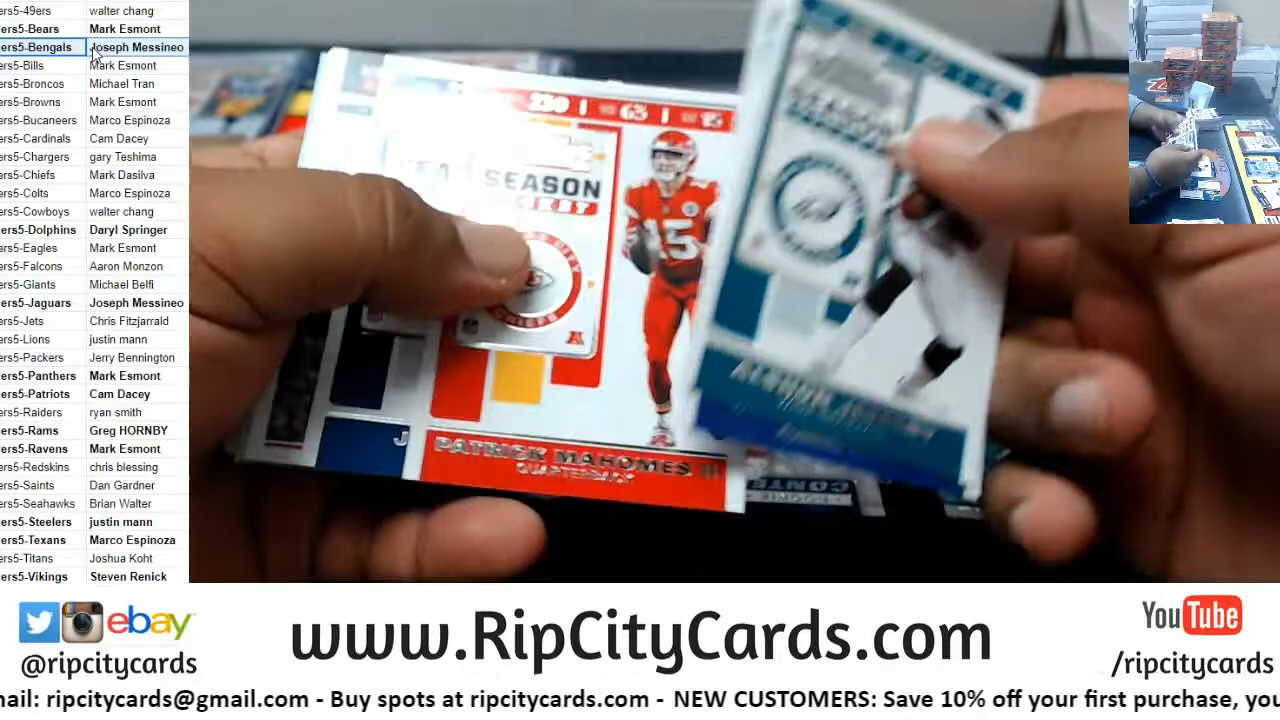 ers5-49ers walter chang
ers5-Bears Mark Esmont
ers5-Bengals Joseph Messineo
ers5-Bills Mark Esmont
ers5-Broncos Michael Tran
ers5-Browns Mark Esmont
ers5-Bucaneers Marco Espinoza
ers5-Cardinals Cam Dacey
ers5-Chargers gary Teshima
ers5-Chiefs Mark Dasilva
ers5-Colts Marco Espinoza
ers5-Cowboys walter chang
ers5-Dolphins Daryl Springer
ers5-Eagles Mark Esmont
ers5-Falcons Aaron Monzon
ers5-Giants Michael Belfi
ers5-Jaguars Joseph Messineo
ers5-Jets Chris Fitzjarrald
ers5-Lions justin mann
ers5-Packers Jerry Bennington
ers5-Panthers Mark Esmont
ers5-Patriots Cam Dacey
ers5-Raiders ryan smith
ers5-Rams Greg HORNBY
ers5-Ravens Mark Esmont
ers5-Redskins chris blessing
ers5-Saints Dan Gardner
ers5-Seahawks Brian Walter
ers5-Steelers justin mann
ers5-Texans Marco Espinoza
ers5-Titans Joshua Koht
ers5-Vikings Steven Renick
230 | 63 | 15
SEASON
15
CHIEFS
PATRICK MAHOMES II
QUARTERBACK
SEASON
ebay
@ripcitycards
www.RipCityCards.com
YouTube
/ripcitycards
nail: ripcitycards@gmail.com - Buy spots at ripcitycards.com - NEW CUSTOMERS: Save 10% off your first purchase, you